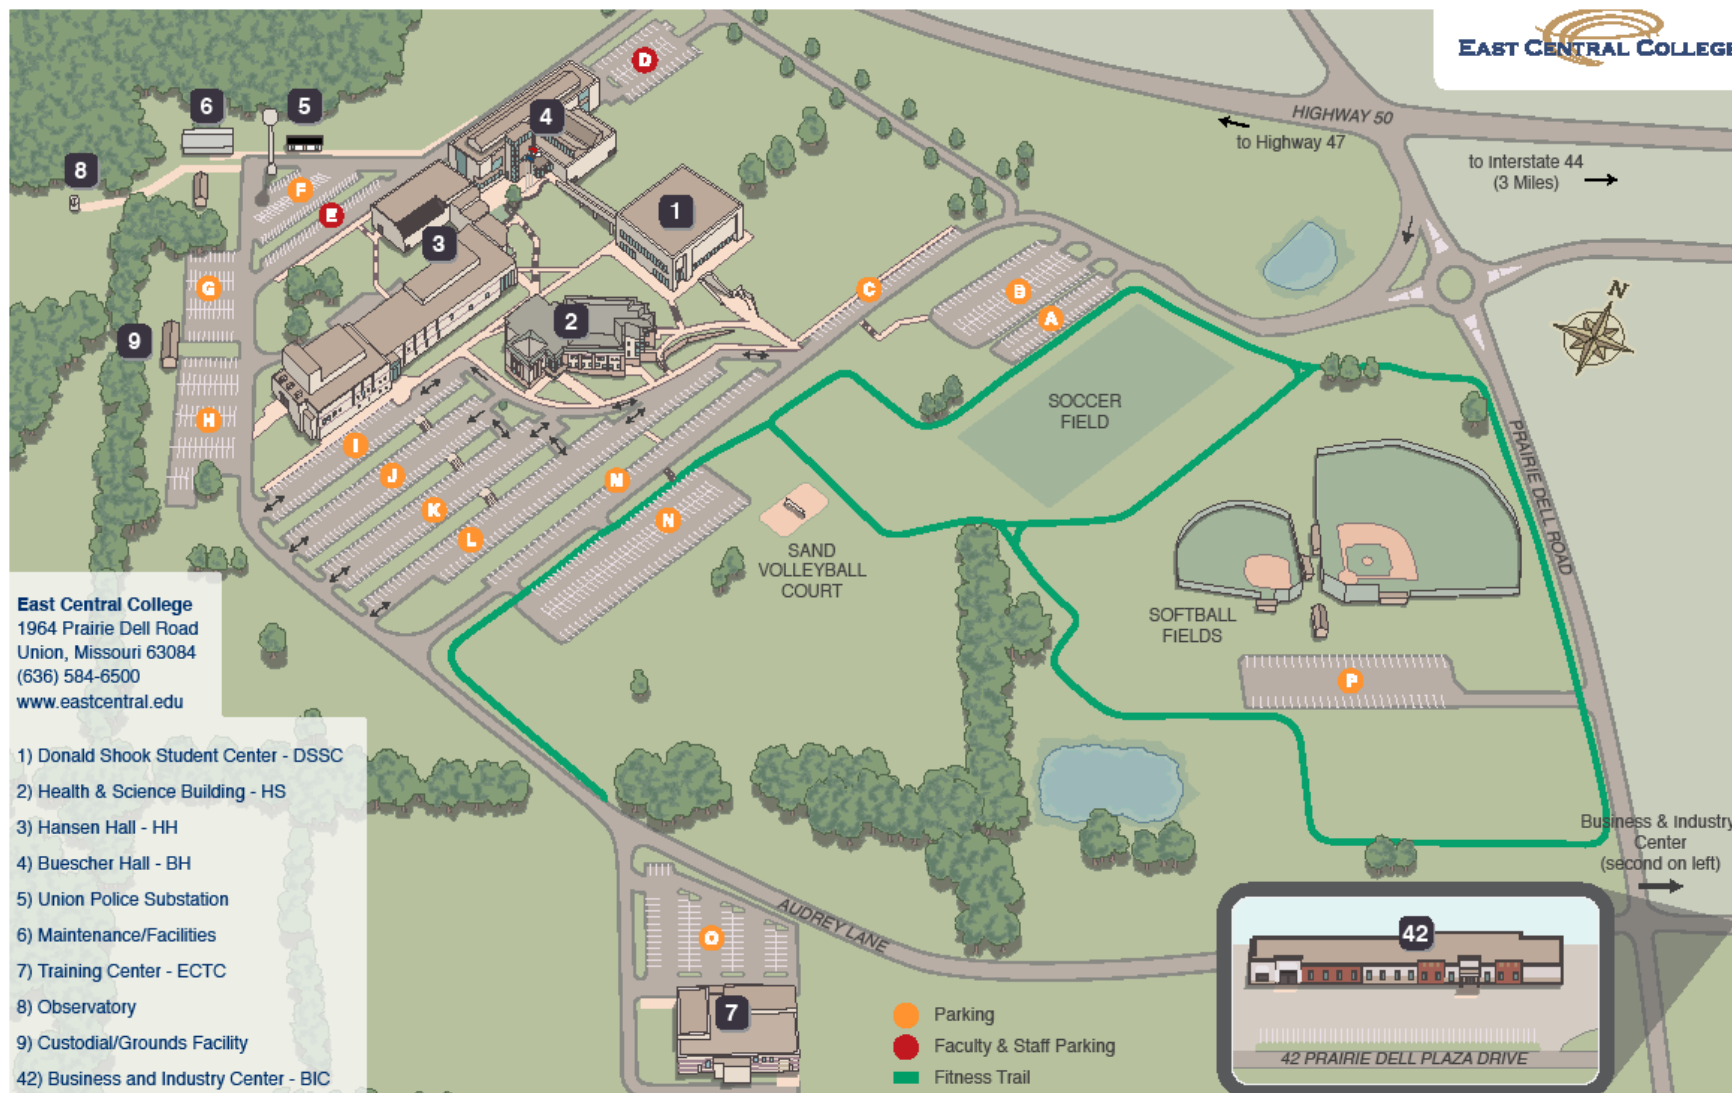 EAST CENTRAL COLLEGE
D
6
5
4
HIGHWAY 50
to Highway 47
to Interstate 44
(3 Miles)
8
F
E
1
3
N
G
C
B
A
2
9
SOCCER
FIELD
H
I
J
K
L
N
N
PRAIRIE DELL ROAD
SAND
VOLLEYBALL
COURT
SOFTBALL
FIELDS
P
East Central College
1964 Prairie Dell Road
Union, Missouri 63084
(636) 584-6500
www.eastcentral.edu
1) Donald Shook Student Center - DSSC
2) Health & Science Building - HS
3) Hansen Hall - HH
4) Buescher Hall - BH
5) Union Police Substation
6) Maintenance/Facilities
7) Training Center - ECTC
8) Observatory
9) Custodial/Grounds Facility
42) Business and Industry Center - BIC
Business & Industry
Center
(second on left)
AUDREY LANE
O
7
Parking
Faculty & Staff Parking
Fitness Trail
42
42 PRAIRIE DELL PLAZA DRIVE